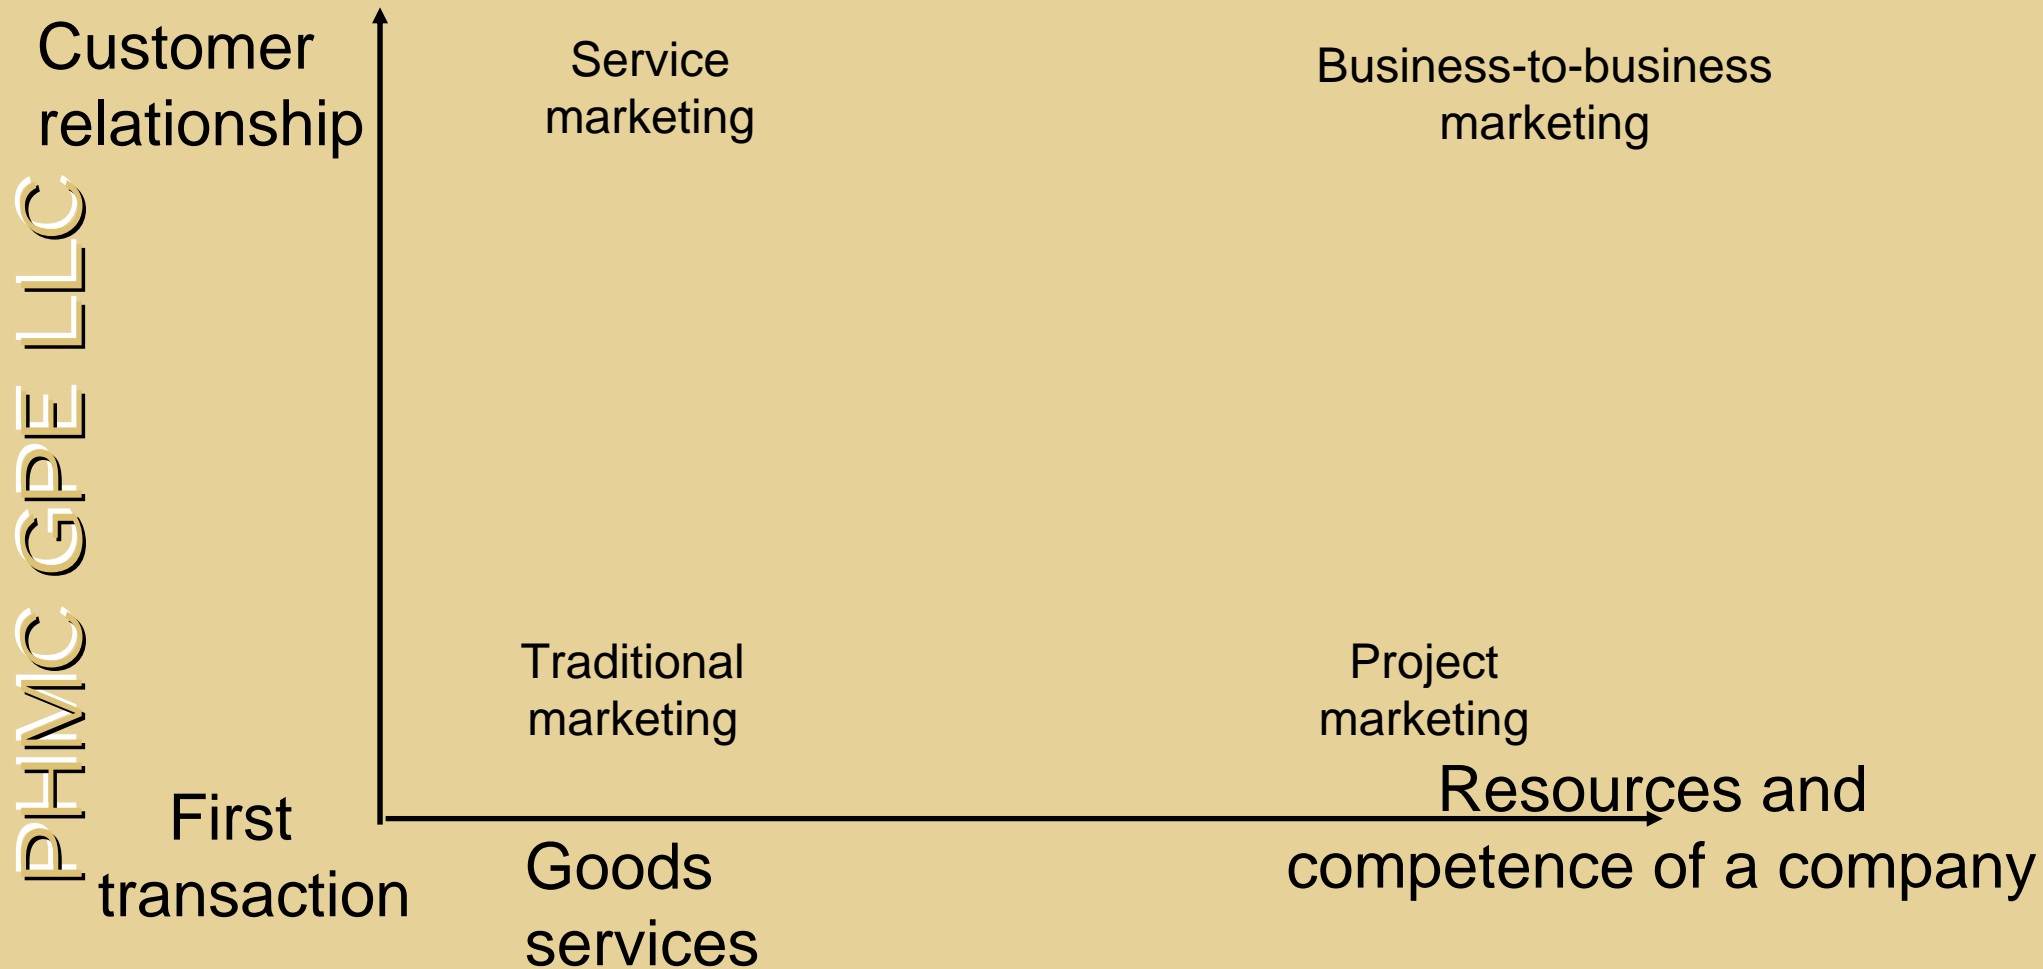 Customer
relationship
Service
marketing
Business-to-business
marketing
PHMC GPE LLC
Traditional
marketing
Project
marketing
First
transaction
Goods
services
Resources and
competence of a company